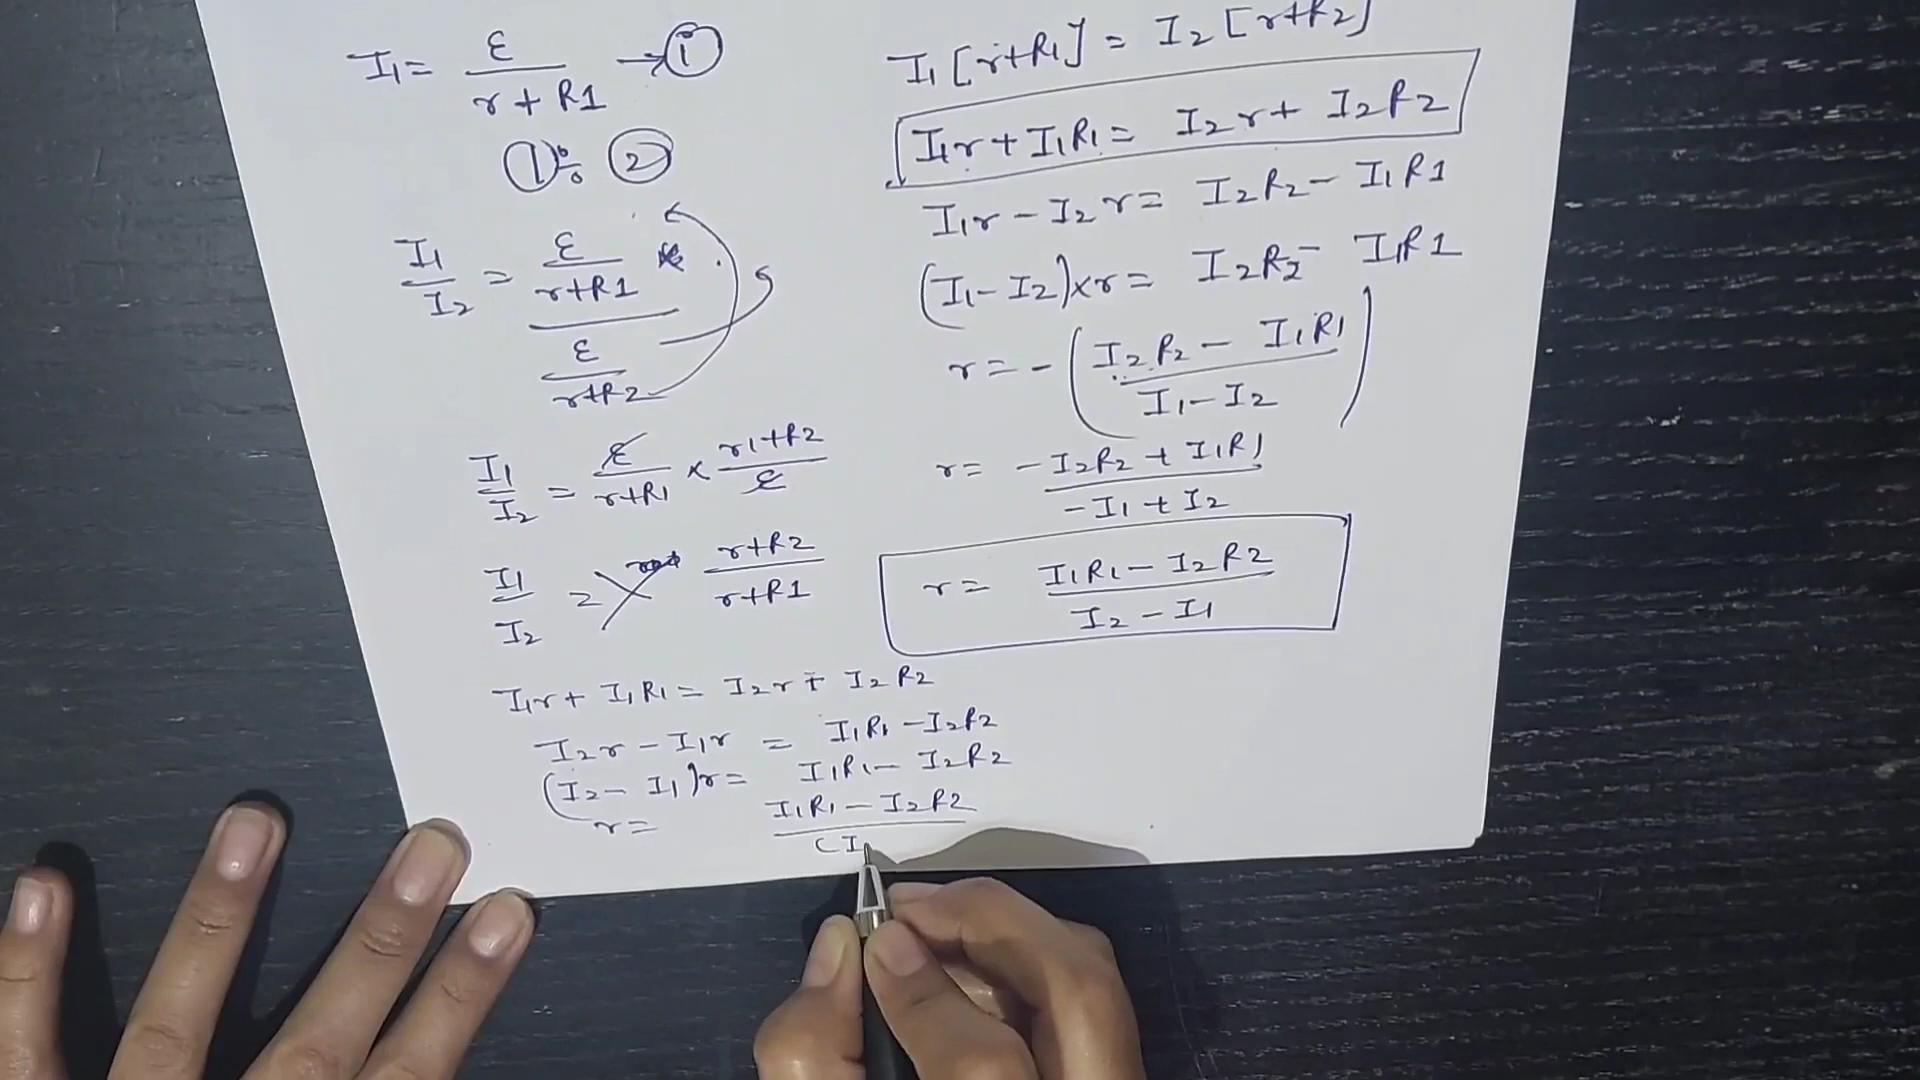 I1 = ε / r + R1 → ①
① ÷ ②
I1 / I2 = ε / r+R1 / ε / r+R2
I1 / I2 = ε / r+R1 × r1+R2 / ε
I1 / I2 = r+R2 / r+R1
I1r + I1R1 = I2r + I2R2
I2r - I1r = I1R1 - I2R2
(I2 - I1)r = I1R1 - I2R2
r = I1R1 - I2R2 / (I
I1[r+R1] = I2[r+R2]
I1r + I1R1 = I2r + I2R2
I1r - I2r = I2R2 - I1R1
(I1 - I2)×r = I2R2 - I1R1
r = -(I2R2 - I1R1 / I1 - I2)
r = -I2R2 + I1R1 / -I1 + I2
r = I1R1 - I2R2 / I2 - I1